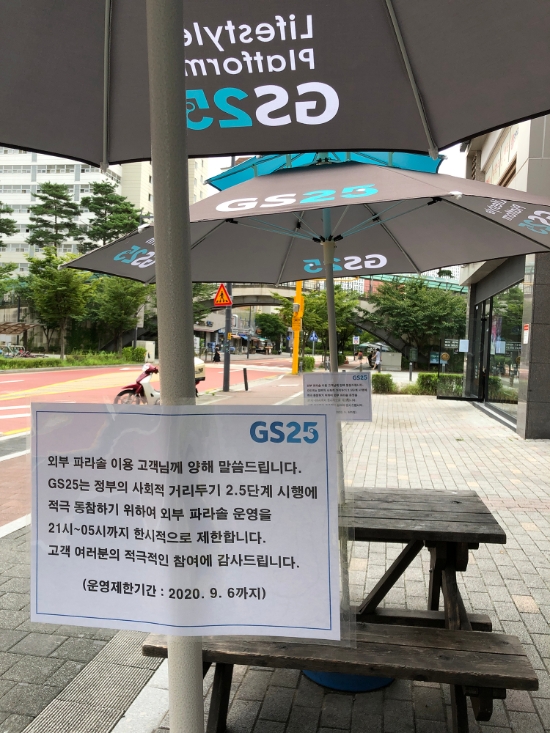 Lifestyle
Platform
GS25
GS25
GS25
GS25
GS25
외부 파라솔 이용 고객님께 양해 말씀드립니다.
GS25는 정부의 사회적 거리두기 2.5단계 시행에
적극 동참하기 위하여 외부 파라솔 운영을
21시~05시까지 한시적으로 제한합니다.
고객 여러분의 적극적인 참여에 감사드립니다.
(운영제한기간 : 2020. 9. 6까지)